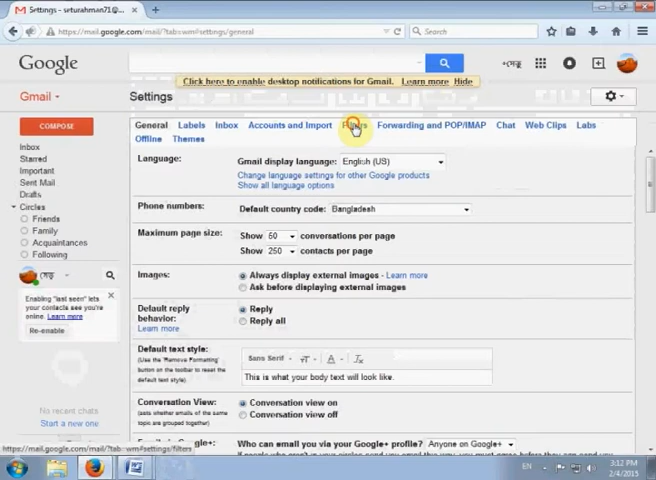 Settings - seturahman71@g...
https://mail.google.com/mail/?tab=wm#settings/general
Search
Google
Click here to enable desktop notifications for Gmail. Learn more Hide
+সেতু
Gmail
Settings
COMPOSE
General Labels Inbox Accounts and Import Filters Forwarding and POP/IMAP Chat Web Clips Labs
Offline Themes
Inbox
Starred
Important
Sent Mail
Drafts
Circles
Friends
Family
Acquaintances
Following
সেতু
Enabling "last seen" lets your contacts see you're online. Learn more
Re-enable
No recent chats
Start a new one
Language:
Gmail display language: English (US)
Change language settings for other Google products
Show all language options
Phone numbers:
Default country code: Bangladesh
Maximum page size:
Show 50 conversations per page
Show 250 contacts per page
Images:
Always display external images - Learn more
Ask before displaying external images
Default reply behavior:
Learn more
Reply
Reply all
Default text style:
(Use the 'Remove Formatting' button on the toolbar to reset the default text style)
Sans Serif
This is what your body text will look like.
Conversation View:
(sets whether emails of the same topic are grouped together)
Conversation view on
Conversation view off
Who can email you via your Google+ profile? Anyone on Google+
https://mail.google.com/mail/?tab=wm#settings/filters
EN
3:12 PM
2/4/2015